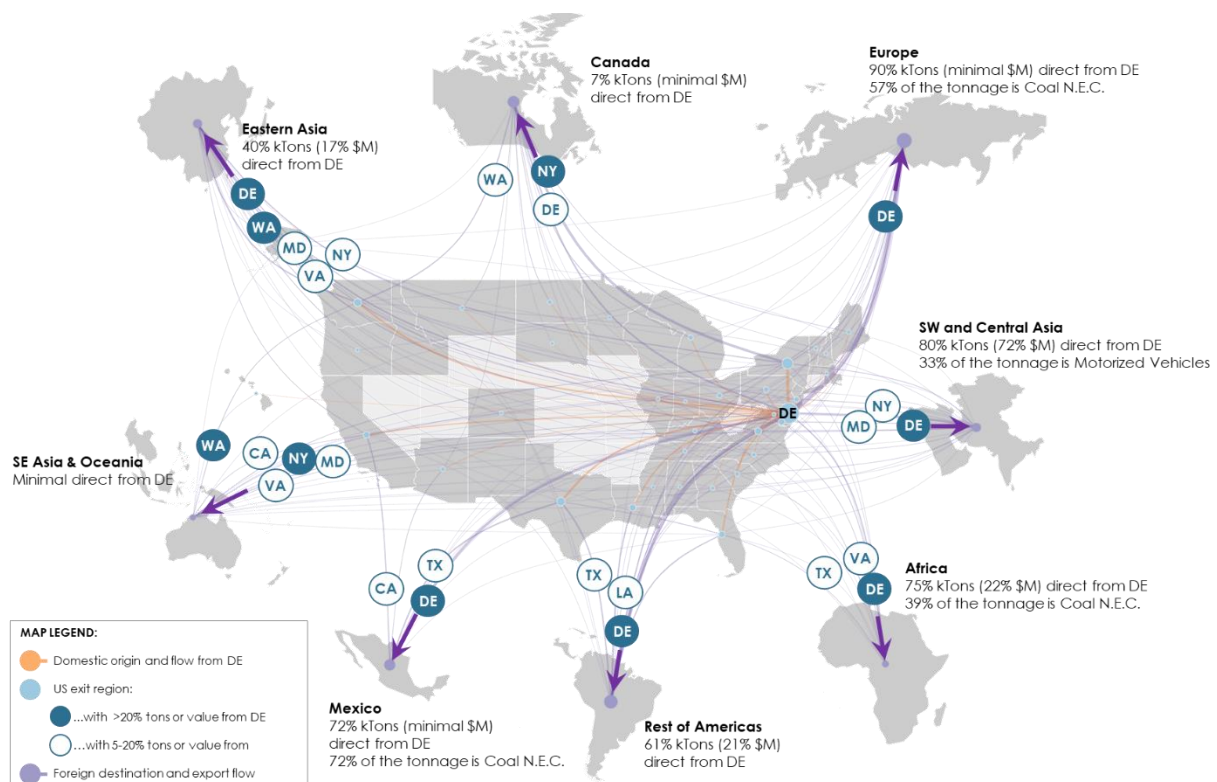 Canada
7% kTons (minimal $M)
direct from DE
Europe
90% kTons (minimal $M) direct from DE
57% of the tonnage is Coal N.E.C.
Eastern Asia
40% kTons (17% $M)
direct from DE
WA
NY
DE
DE
DE
WA
MD
NY
VA
SW and Central Asia
80% kTons (72% $M) direct from DE
33% of the tonnage is Motorized Vehicles
DE
NY
MD
DE
SE Asia & Oceania
Minimal direct from DE
WA
CA
NY
MD
VA
TX
CA
DE
TX
LA
DE
TX
VA
DE
Africa
75% kTons (22% $M) direct from DE
39% of the tonnage is Coal N.E.C.
MAP LEGEND:
Domestic origin and flow from DE
US exit region:
...with >20% tons or value from DE
...with 5-20% tons or value from
Foreign destination and export flow
Mexico
72% kTons (minimal $M)
direct from DE
72% of the tonnage is Coal N.E.C.
Rest of Americas
61% kTons (21% $M)
direct from DE